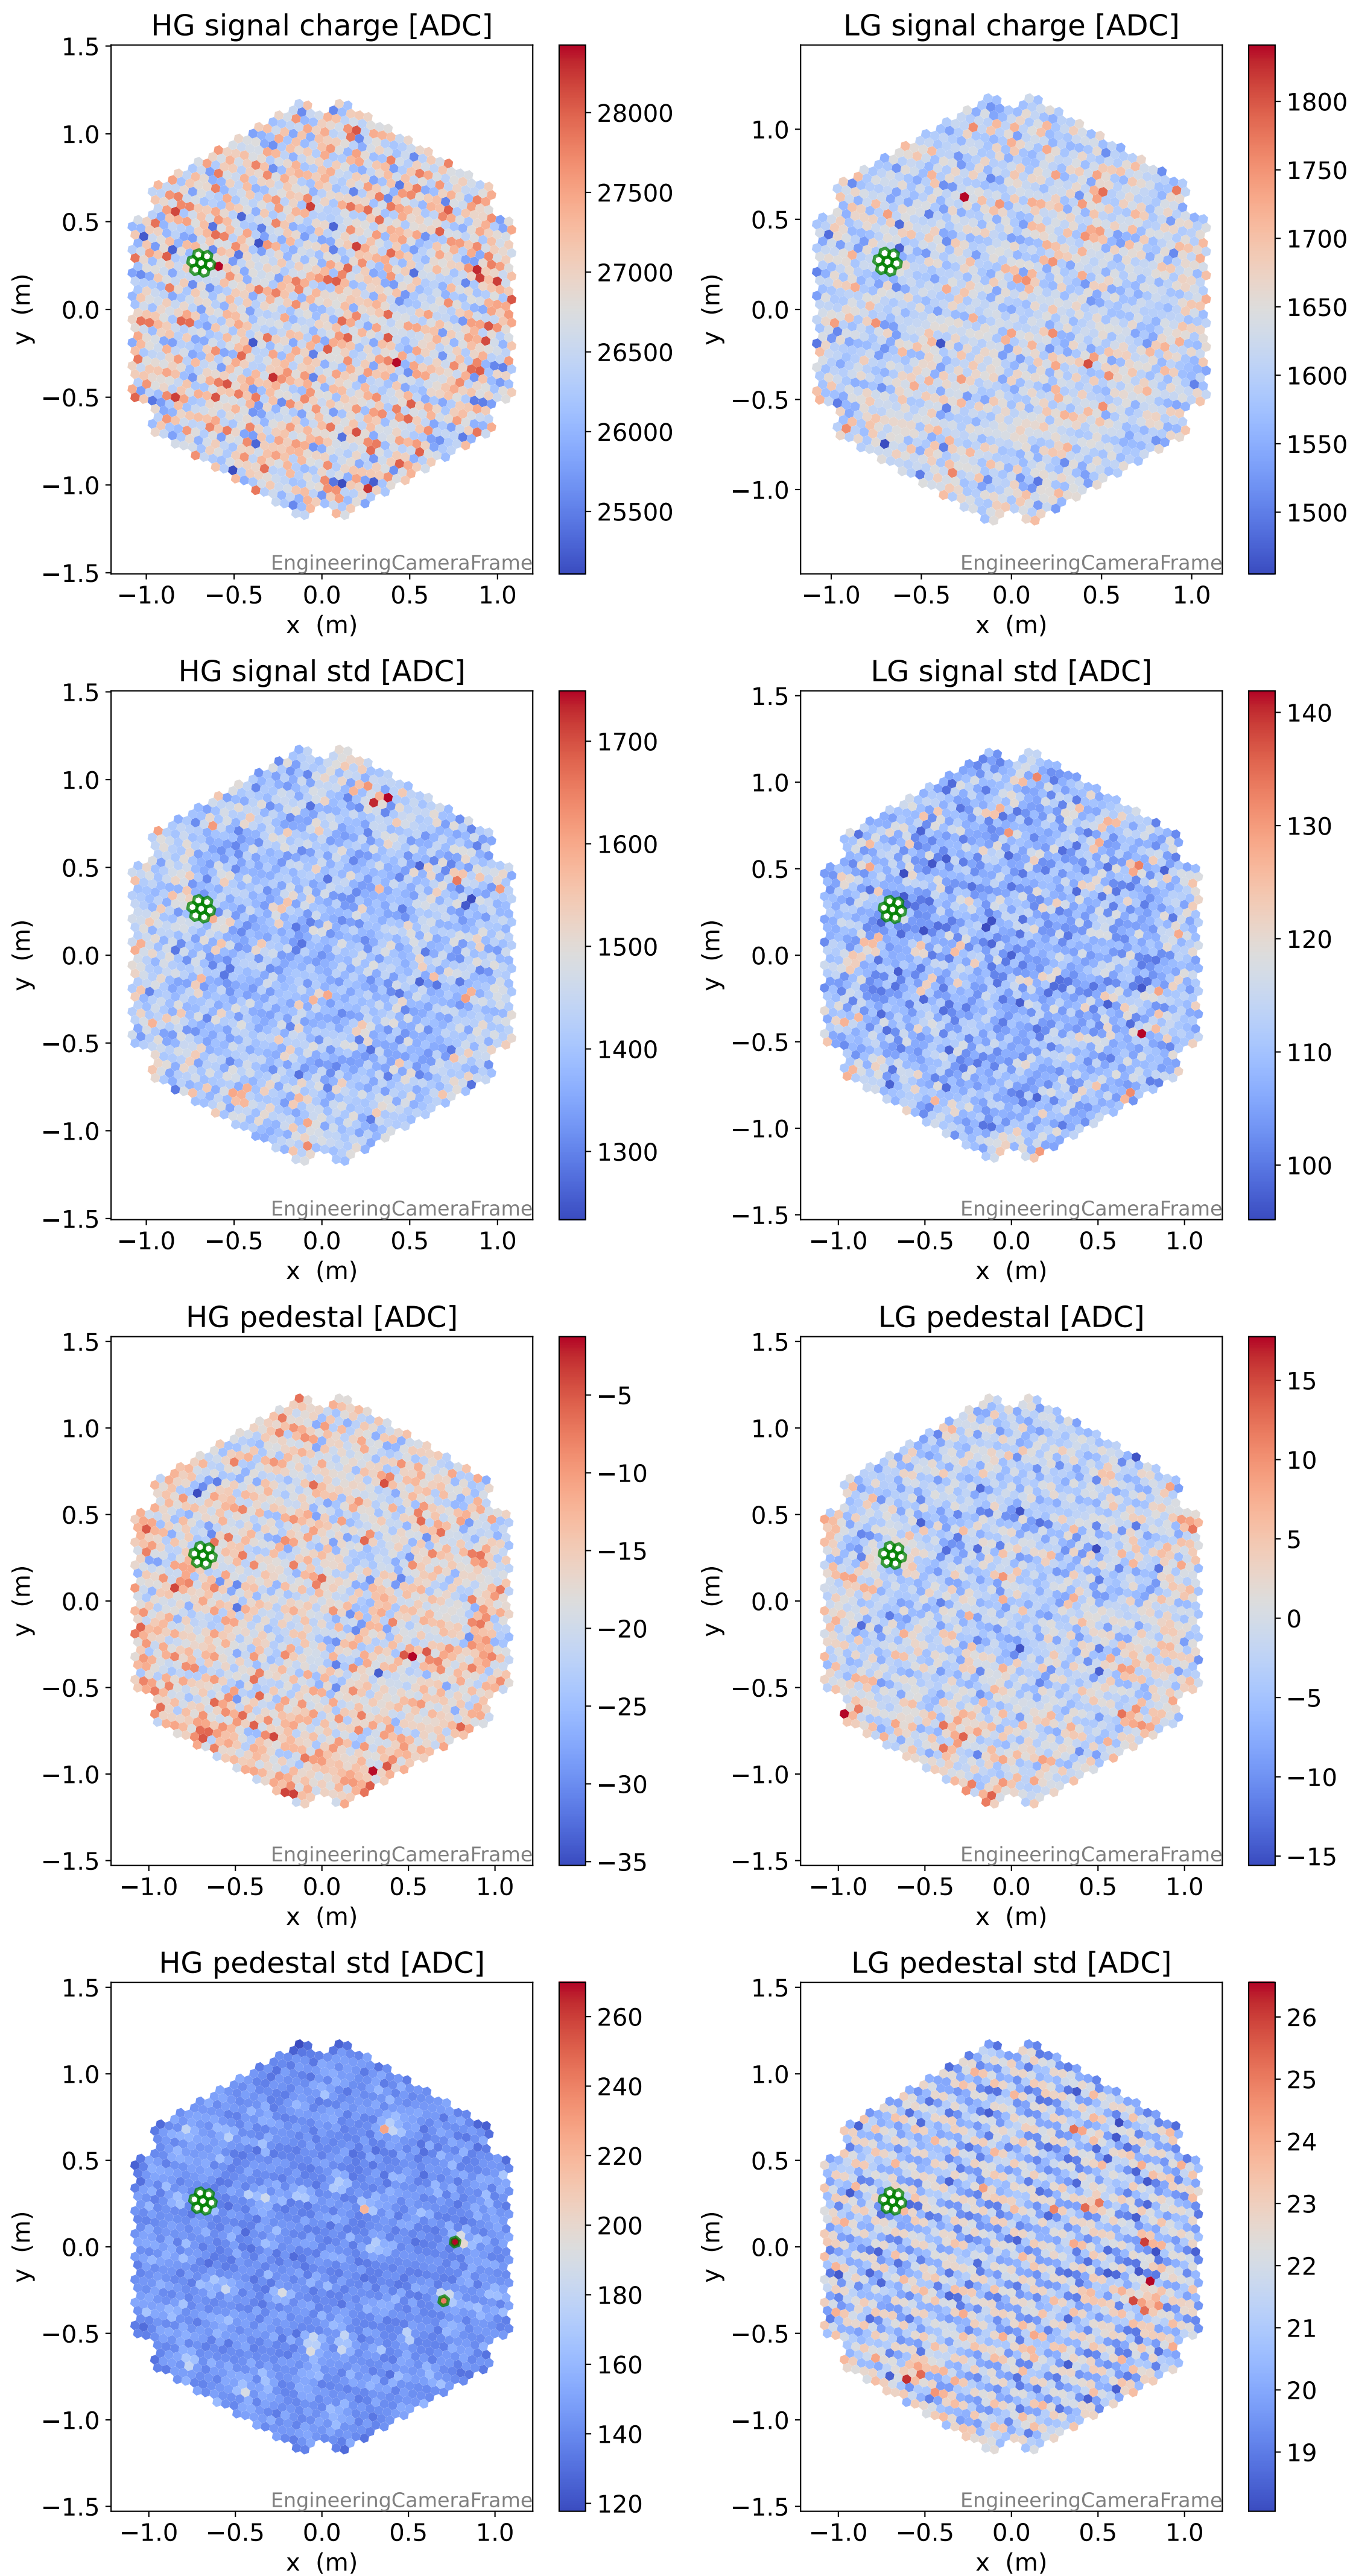 HG signal charge [ADC]
1.5
1.0
0.5
0.0
−0.5
−1.0
−1.5
y (m)
−1.0 −0.5 0.0 0.5 1.0
x (m)
EngineeringCameraFrame
28000
27500
27000
26500
26000
25500
LG signal charge [ADC]
1.0
0.5
0.0
−0.5
−1.0
y (m)
−1.0 −0.5 0.0 0.5 1.0
x (m)
EngineeringCameraFrame
1800
1750
1700
1650
1600
1550
1500
HG signal std [ADC]
1.5
1.0
0.5
0.0
−0.5
−1.0
−1.5
y (m)
−1.0 −0.5 0.0 0.5 1.0
x (m)
EngineeringCameraFrame
1700
1600
1500
1400
1300
LG signal std [ADC]
1.5
1.0
0.5
0.0
−0.5
−1.0
−1.5
y (m)
−1.0 −0.5 0.0 0.5 1.0
x (m)
EngineeringCameraFrame
140
130
120
110
100
HG pedestal [ADC]
1.5
1.0
0.5
0.0
−0.5
−1.0
−1.5
y (m)
−1.0 −0.5 0.0 0.5 1.0
x (m)
EngineeringCameraFrame
−5
−10
−15
−20
−25
−30
−35
LG pedestal [ADC]
1.5
1.0
0.5
0.0
−0.5
−1.0
−1.5
y (m)
−1.0 −0.5 0.0 0.5 1.0
x (m)
EngineeringCameraFrame
15
10
5
0
−5
−10
−15
HG pedestal std [ADC]
1.5
1.0
0.5
0.0
−0.5
−1.0
−1.5
y (m)
−1.0 −0.5 0.0 0.5 1.0
x (m)
EngineeringCameraFrame
260
240
220
200
180
160
140
120
LG pedestal std [ADC]
1.5
1.0
0.5
0.0
−0.5
−1.0
−1.5
y (m)
−1.0 −0.5 0.0 0.5 1.0
x (m)
EngineeringCameraFrame
26
25
24
23
22
21
20
19